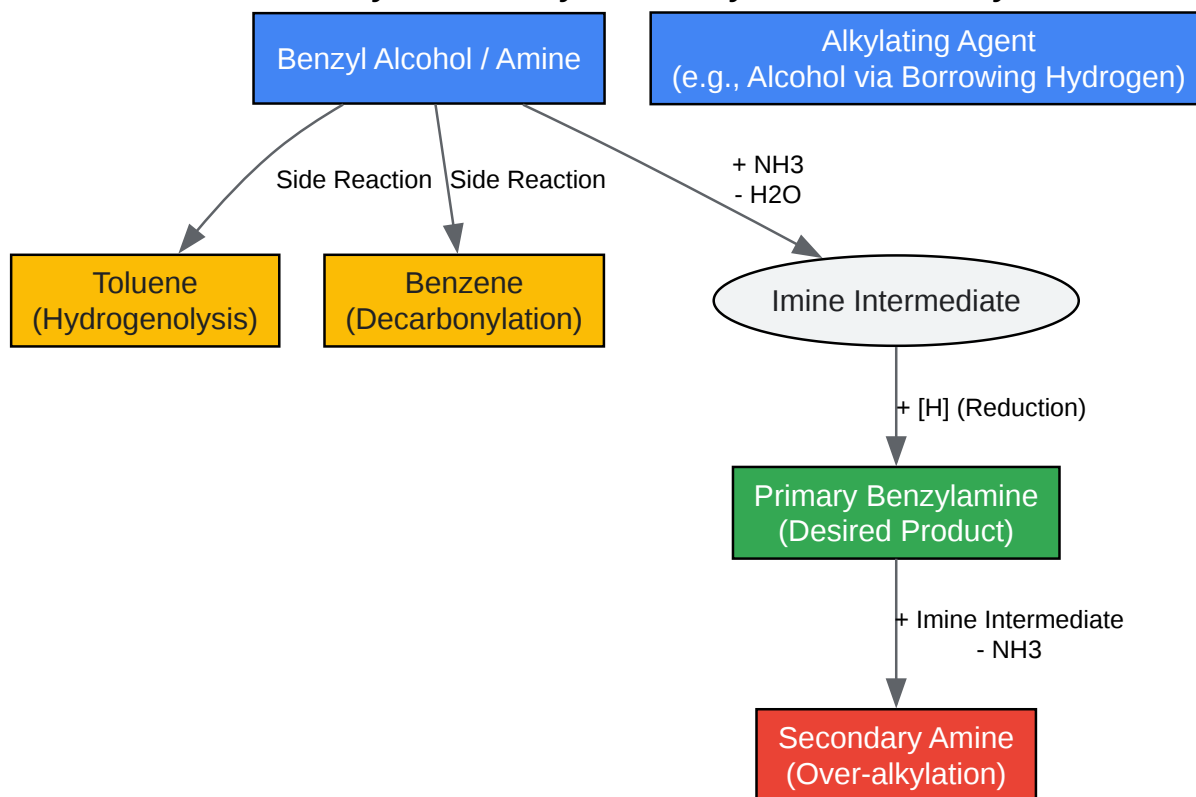 Benzyl Alcohol / Amine
Alkylating Agent
(e.g., Alcohol via Borrowing Hydrogen)
Side Reaction
Side Reaction
+ NH3
- H2O
Toluene
(Hydrogenolysis)
Benzene
(Decarbonylation)
Imine Intermediate
+ [H] (Reduction)
Primary Benzylamine
(Desired Product)
+ Imine Intermediate
- NH3
Secondary Amine
(Over-alkylation)